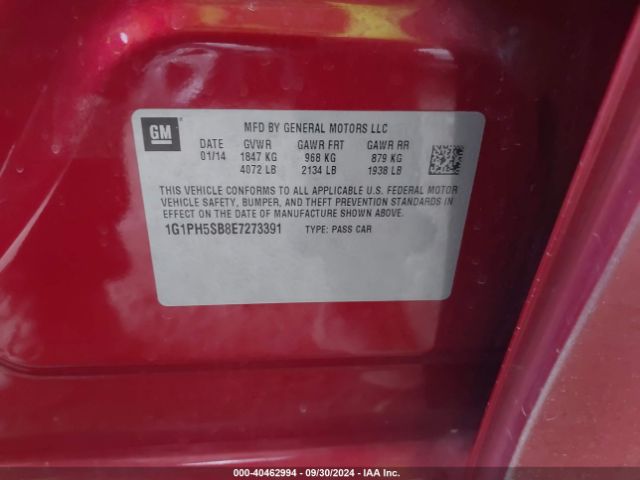 GM
MFD BY GENERAL MOTORS LLC
DATE GVWR GAWR FRT GAWR RR
01/14 1847 KG 968 KG 879 KG
4072 LB 2134 LB 1938 LB
THIS VEHICLE CONFORMS TO ALL APPLICABLE U.S. FEDERAL MOTOR
VEHICLE SAFETY, BUMPER, AND THEFT PREVENTION STANDARDS
IN EFFECT ON THE DATE OF MANUFACTURE SHOWN ABOVE.
1G1PH5SB8E7273391 TYPE: PASS CAR
000-40462994 - 09/30/2024 - IAA Inc.